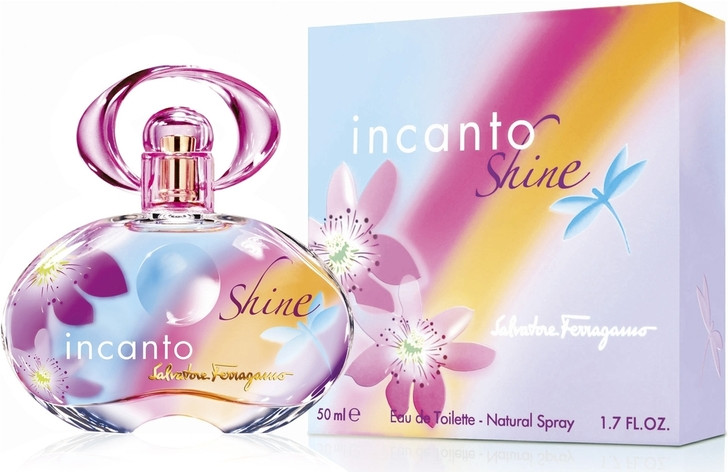 Shine
incanto
Salvatore Ferragamo
incanto
Shine
Salvatore Ferragamo
50 ml e Eau de Toilette - Natural Spray 1.7 FL.OZ.